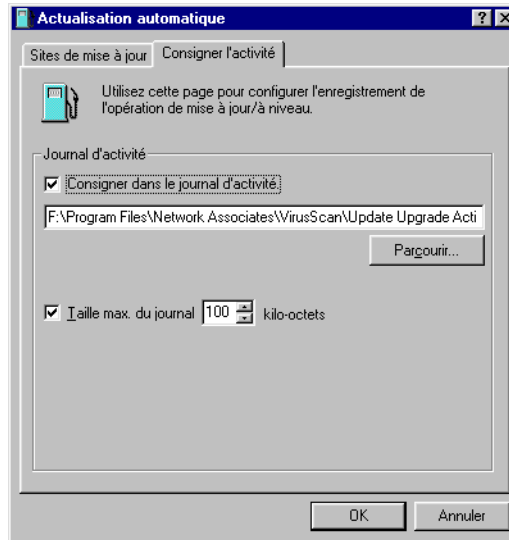 Actualisation automatique
Sites de mise à jour
Consigner l'activité
Utilisez cette page pour configurer l'enregistrement de
l'opération de mise à jour/à niveau.
Journal d'activité
Consigner dans le journal d'activité.
F:\Program Files\Network Associates\VirusScan\Update Upgrade Acti
Parcourir...
Taille max. du journal 100 kilo-octets
OK
Annuler